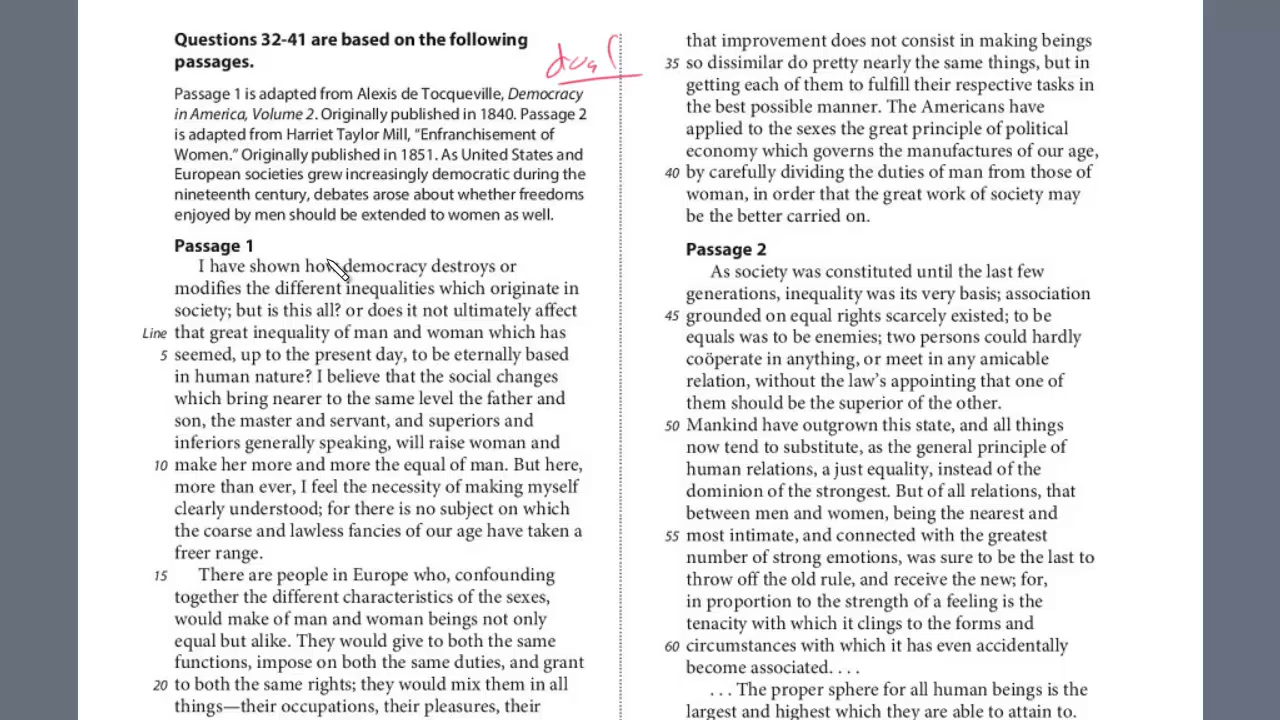 Questions 32-41 are based on the following
passages.
dual
Passage 1 is adapted from Alexis de Tocqueville, Democracy
in America, Volume 2. Originally published in 1840. Passage 2
is adapted from Harriet Taylor Mill, “Enfranchisement of
Women.” Originally published in 1851. As United States and
European societies grew increasingly democratic during the
nineteenth century, debates arose about whether freedoms
enjoyed by men should be extended to women as well.
Passage 1
I have shown how democracy destroys or
modifies the different inequalities which originate in
society; but is this all? or does it not ultimately affect
Line that great inequality of man and woman which has
5 seemed, up to the present day, to be eternally based
in human nature? I believe that the social changes
which bring nearer to the same level the father and
son, the master and servant, and superiors and
inferiors generally speaking, will raise woman and
10 make her more and more the equal of man. But here,
more than ever, I feel the necessity of making myself
clearly understood; for there is no subject on which
the coarse and lawless fancies of our age have taken a
freer range.
15 There are people in Europe who, confounding
together the different characteristics of the sexes,
would make of man and woman beings not only
equal but alike. They would give to both the same
functions, impose on both the same duties, and grant
20 to both the same rights; they would mix them in all
things—their occupations, their pleasures, their
that improvement does not consist in making beings
35 so dissimilar do pretty nearly the same things, but in
getting each of them to fulfill their respective tasks in
the best possible manner. The Americans have
applied to the sexes the great principle of political
economy which governs the manufactures of our age,
40 by carefully dividing the duties of man from those of
woman, in order that the great work of society may
be the better carried on.
Passage 2
As society was constituted until the last few
generations, inequality was its very basis; association
45 grounded on equal rights scarcely existed; to be
equals was to be enemies; two persons could hardly
coöperate in anything, or meet in any amicable
relation, without the law’s appointing that one of
them should be the superior of the other.
50 Mankind have outgrown this state, and all things
now tend to substitute, as the general principle of
human relations, a just equality, instead of the
dominion of the strongest. But of all relations, that
between men and women, being the nearest and
55 most intimate, and connected with the greatest
number of strong emotions, was sure to be the last to
throw off the old rule, and receive the new; for,
in proportion to the strength of a feeling is the
tenacity with which it clings to the forms and
60 circumstances with which it has even accidentally
become associated. . . .
. . . The proper sphere for all human beings is the
largest and highest which they are able to attain to.